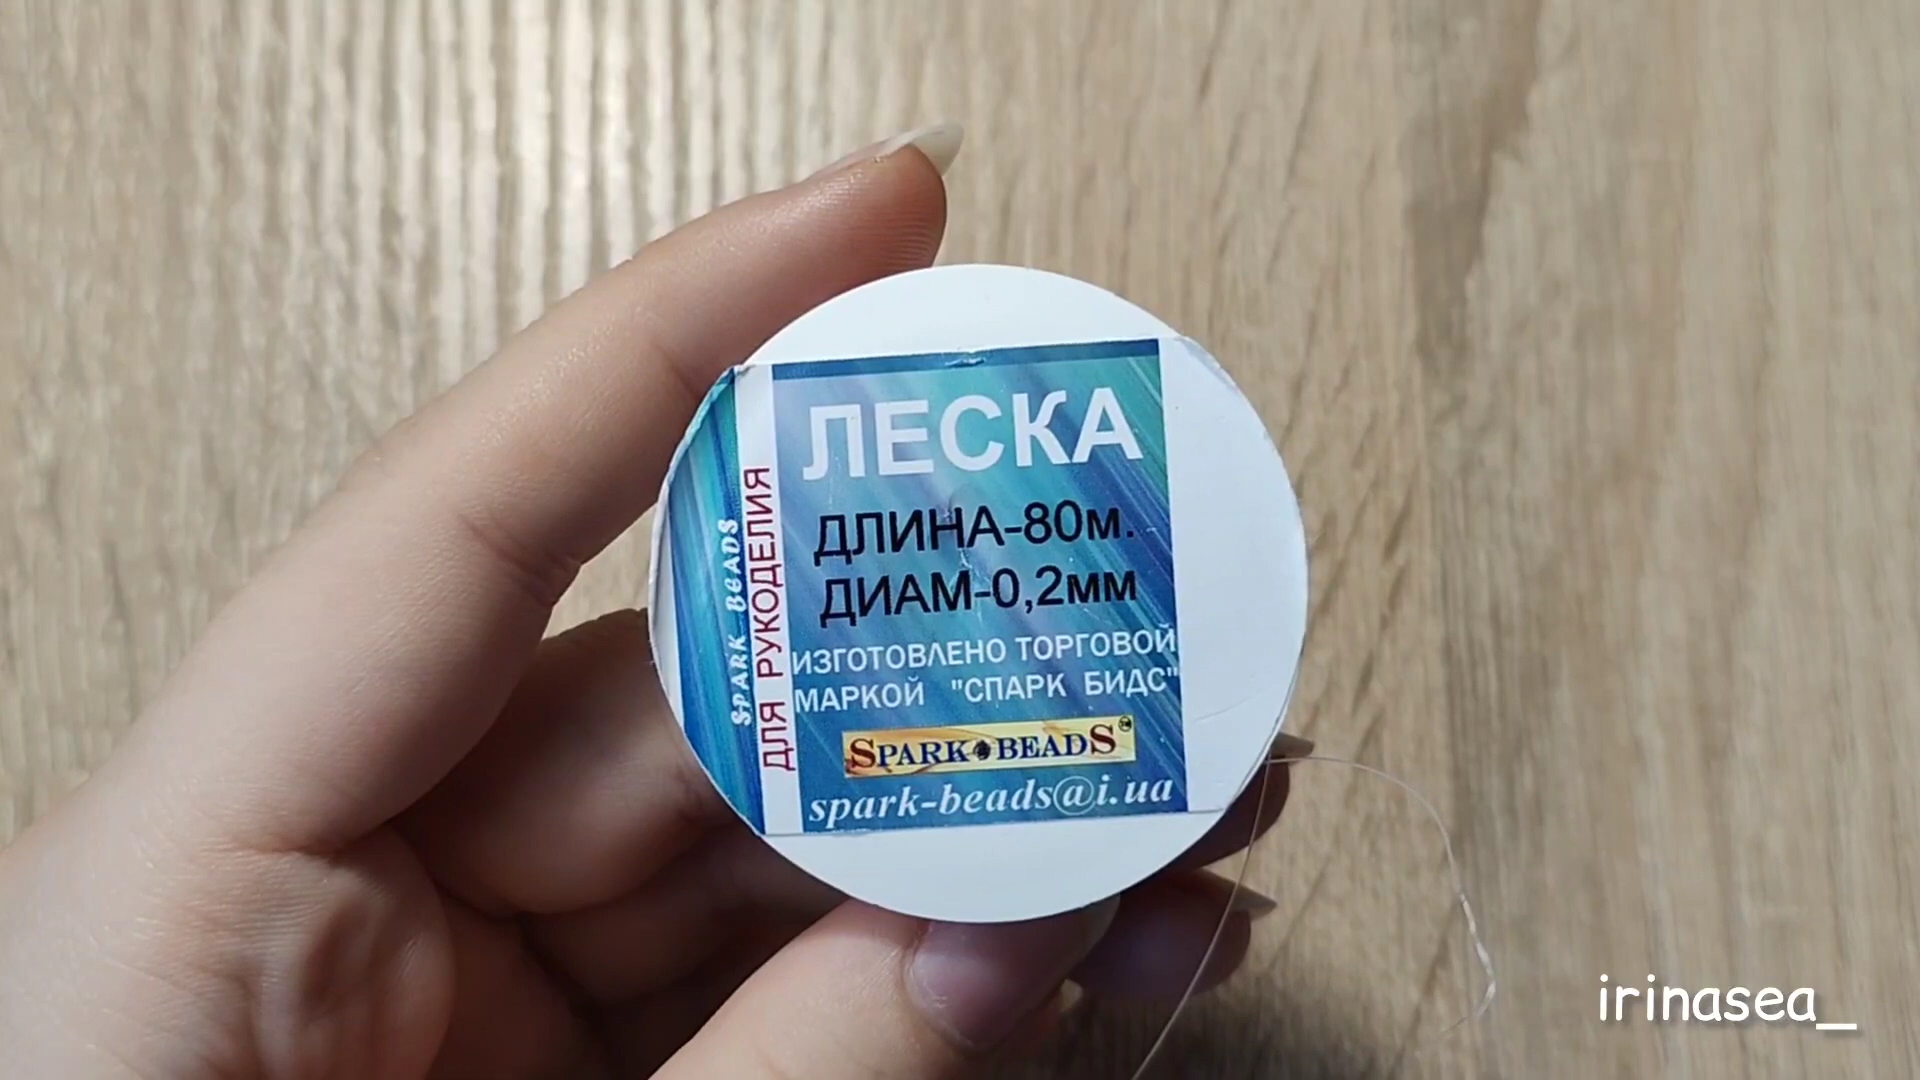 ЛЕСКА
ДЛИНА-80м.
ДИАМ-0,2мм
ИЗГОТОВЛЕНО ТОРГОВОЙ
МАРКОЙ "СПАРК БИДС"
SPARK BEADS™
spark-beads@i.ua
SPARK BEADS
ДЛЯ РУКОДЕЛИЯ
irinasea_